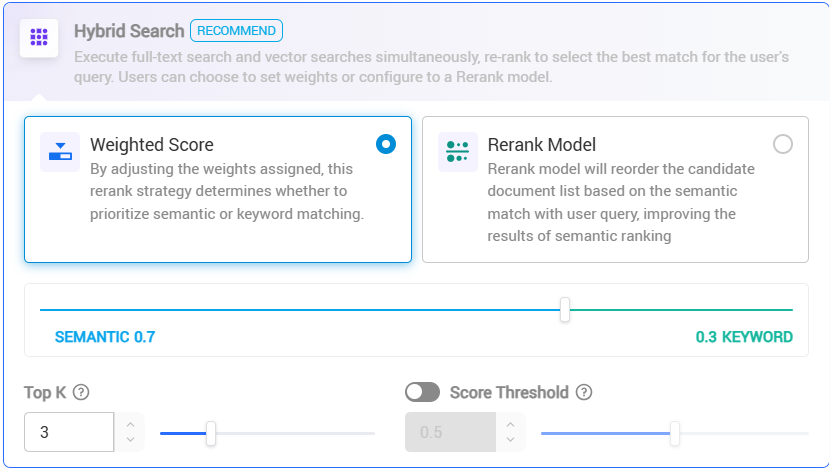 Hybrid Search RECOMMEND
Execute full-text search and vector searches simultaneously, re-rank to select the best match for the user's
query. Users can choose to set weights or configure to a Rerank model.
Weighted Score
By adjusting the weights assigned, this
rerank strategy determines whether to
prioritize semantic or keyword matching.
Rerank Model
Rerank model will reorder the candidate
document list based on the semantic
match with user query, improving the
results of semantic ranking
SEMANTIC 0.7
0.3 KEYWORD
Top K ?
3
Score Threshold ?
0.5